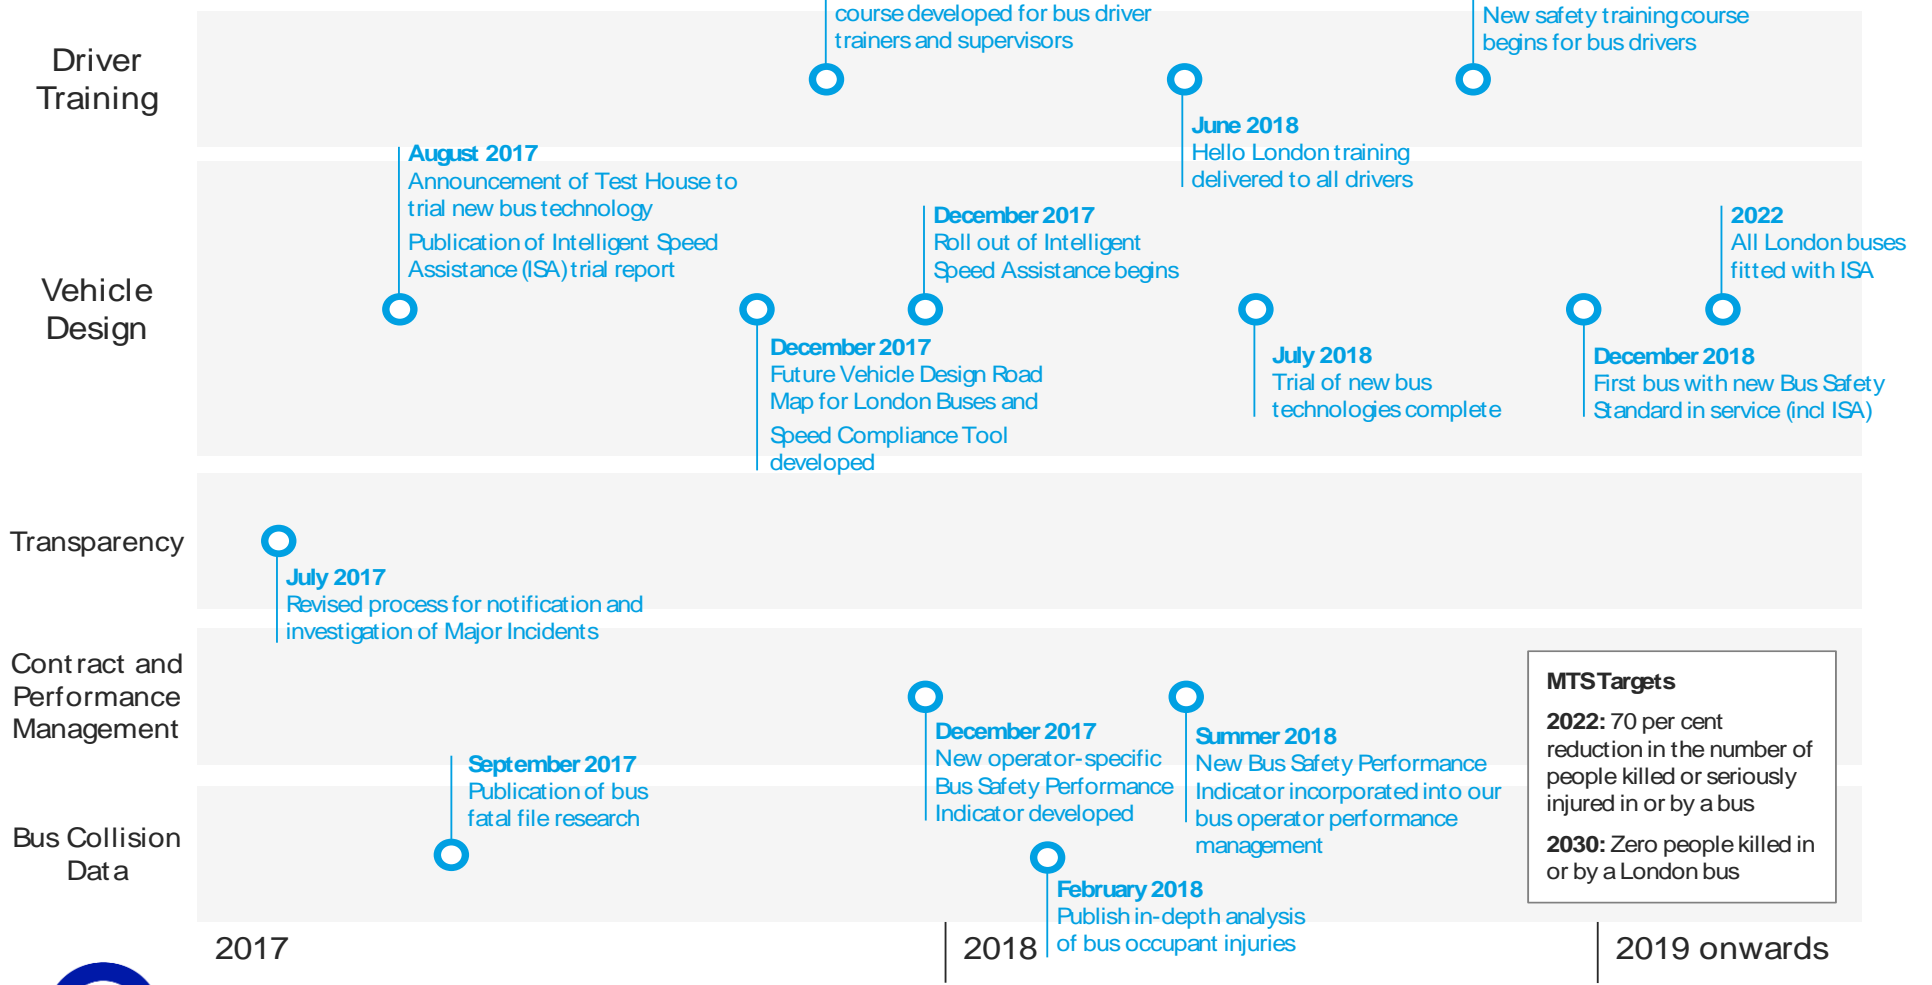 course developed for bus driver
trainers and supervisors
New safety training course
begins for bus drivers
Driver
Training
June 2018
Hello London training
delivered to all drivers
August 2017
Announcement of Test House to
trial new bus technology
Publication of Intelligent Speed
Assistance (ISA) trial report
December 2017
Roll out of Intelligent
Speed Assistance begins
2022
All London buses
fitted with ISA
Vehicle
Design
December 2017
Future Vehicle Design Road
Map for London Buses and
Speed Compliance Tool
developed
July 2018
Trial of new bus
technologies complete
December 2018
First bus with new Bus Safety
Standard in service (incl ISA)
Transparency
July 2017
Revised process for notification and
investigation of Major Incidents
Contract and
Performance
Management
December 2017
New operator-specific
Bus Safety Performance
Indicator developed
Summer 2018
New Bus Safety Performance
Indicator incorporated into our
bus operator performance
management
MTS Targets
2022: 70 per cent
reduction in the number of
people killed or seriously
injured in or by a bus
2030: Zero people killed in
or by a London bus
September 2017
Publication of bus
fatal file research
Bus Collision
Data
February 2018
Publish in-depth analysis
of bus occupant injuries
2017
2018
2019 onwards